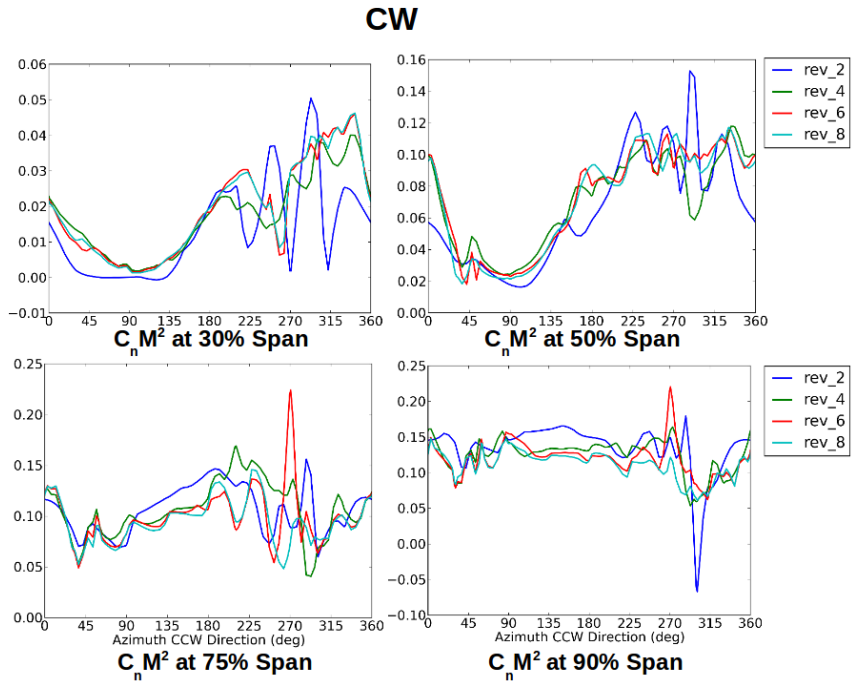 CW
0.06
0.05
0.04
0.03
0.02
0.01
0.00
−0.01
0 45 90 135 180 225 270 315 360
CₙM² at 30% Span
0.16
0.14
0.12
0.10
0.08
0.06
0.04
0.02
0.00
0 45 90 135 180 225 270 315 360
CₙM² at 50% Span
rev_2
rev_4
rev_6
rev_8
0.25
0.20
0.15
0.10
0.05
0.00
0 45 90 135 180 225 270 315 360
Azimuth CCW Direction (deg)
CₙM² at 75% Span
0.25
0.20
0.15
0.10
0.05
0.00
−0.05
−0.10
0 45 90 135 180 225 270 315 360
Azimuth CCW Direction (deg)
CₙM² at 90% Span
rev_2
rev_4
rev_6
rev_8